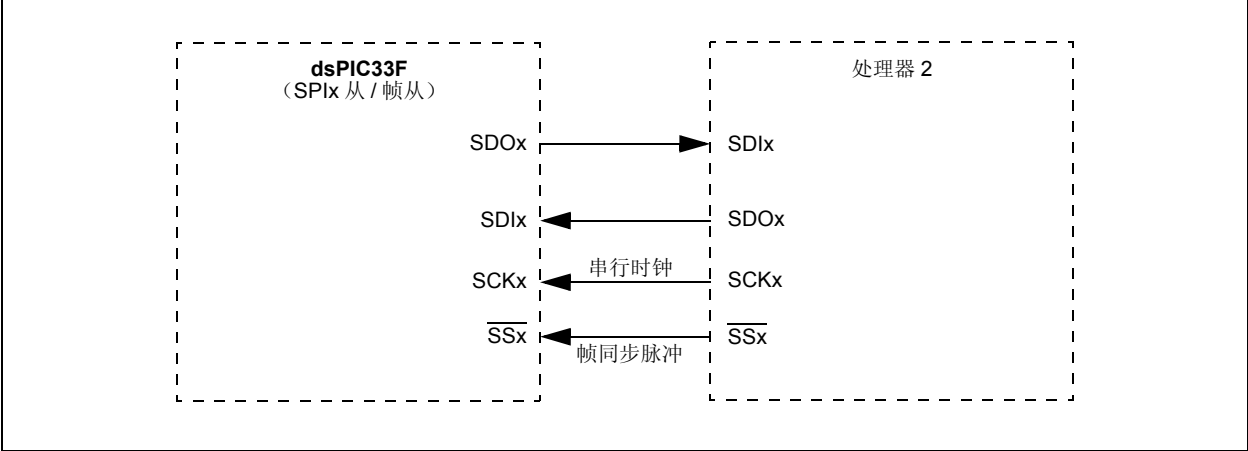 dsPIC33F
（SPIx 从 / 帧从）
处理器 2
SDOx
SDIx
SDIx
SDOx
串行时钟
SCKx
SCKx
SSx
SSx
帧同步脉冲